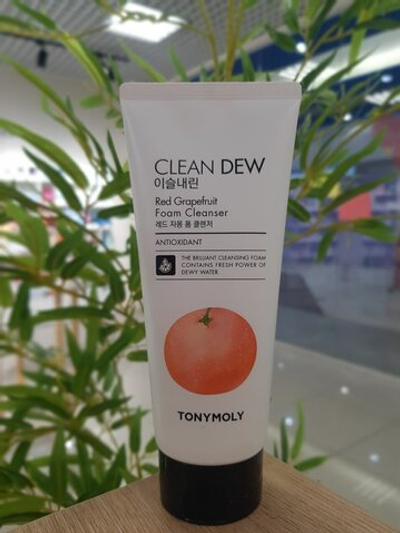 CLEAN DEW
이슬내린
Red Grapefruit
Foam Cleanser
레드 자몽 폼 클렌저
ANTIOXIDANT
THE BRILLIANT CLEANSING FOAM
CONTAINS FRESH POWER OF
DEWY WATER.
TONYMOLY